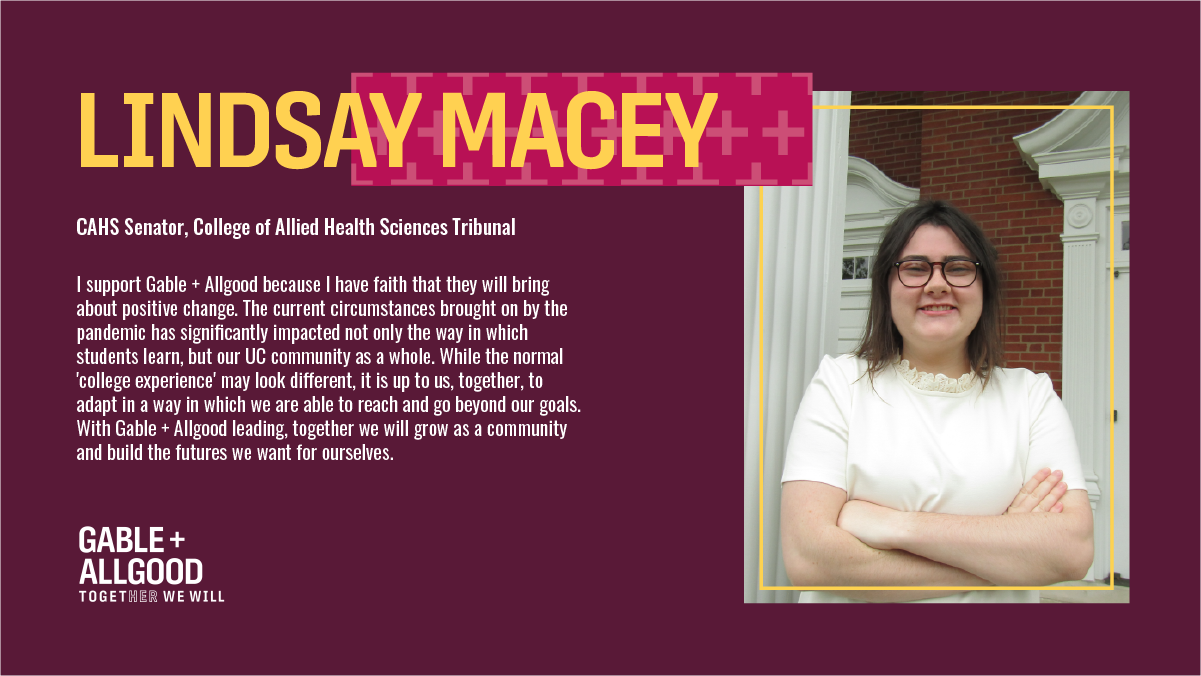 LINDSAY MACEY
CAHS Senator, College of Allied Health Sciences Tribunal
I support Gable + Allgood because I have faith that they will bring
about positive change. The current circumstances brought on by the
pandemic has significantly impacted not only the way in which
students learn, but our UC community as a whole. While the normal
'college experience' may look different, it is up to us, together, to
adapt in a way in which we are able to reach and go beyond our goals.
With Gable + Allgood leading, together we will grow as a community
and build the futures we want for ourselves.
GABLE +
ALLGOOD
TOGETHER WE WILL